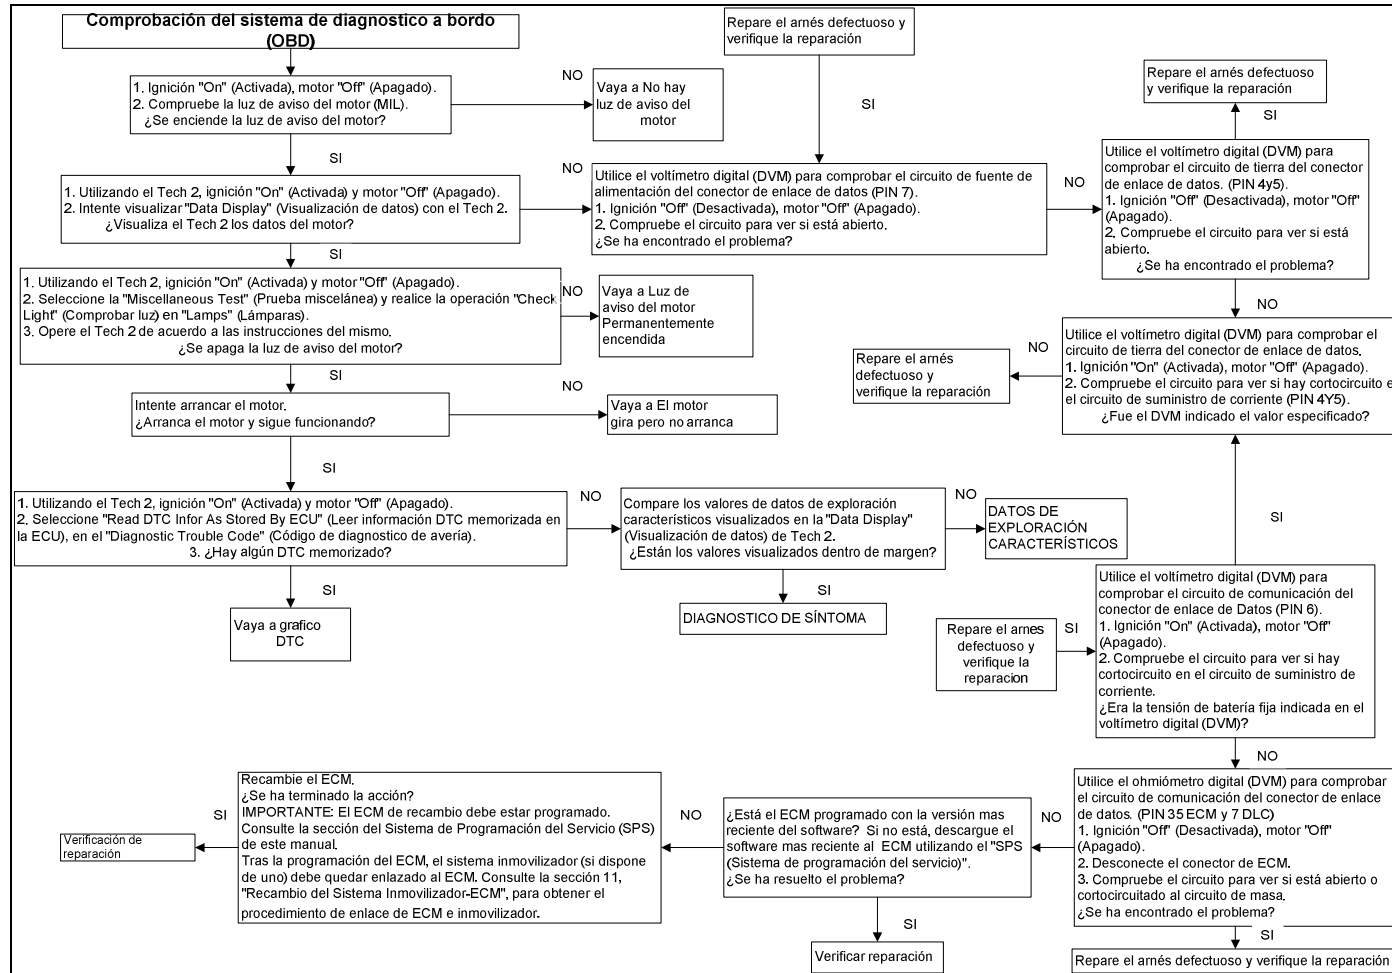 Comprobación del sistema de diagnostico a bordo
(OBD)
Repare el arnés defectuoso y
verifique la reparación
1. Ignición "On" (Activada), motor "Off" (Apagado).
2. Compruebe la luz de aviso del motor (MIL).
¿Se enciende la luz de aviso del motor?
NO
Vaya a No hay
luz de aviso del
motor
SI
Repare el arnés defectuoso
y verifique la reparación
SI
SI
1. Utilizando el Tech 2, ignición "On" (Activada) y motor "Off" (Apagado).
2. Intente visualizar "Data Display" (Visualización de datos) con el Tech 2.
¿Visualiza el Tech 2 los datos del motor?
NO
Utilice el voltímetro digital (DVM) para comprobar el circuito de fuente de
alimentación del conector de enlace de datos (PIN 7).
1. Ignición "Off" (Desactivada), motor "Off" (Apagado).
2. Compruebe el circuito para ver si está abierto.
¿Se ha encontrado el problema?
NO
Utilice el voltímetro digital (DVM) para
comprobar el circuito de tierra del conector
de enlace de datos. (PIN 4y5).
1. Ignición "Off" (Desactivada), motor "Off"
(Apagado).
2. Compruebe el circuito para ver si está
abierto.
¿Se ha encontrado el problema?
SI
1. Utilizando el Tech 2, ignición "On" (Activada) y motor "Off" (Apagado).
2. Seleccione la "Miscellaneous Test" (Prueba miscelánea) y realice la operación "Check
Light" (Comprobar luz) en "Lamps" (Lámparas).
3. Opere el Tech 2 de acuerdo a las instrucciones del mismo.
¿Se apaga la luz de aviso del motor?
NO
Vaya a Luz de
aviso del motor
Permanentemente
encendida
NO
Utilice el voltímetro digital (DVM) para comprobar el
circuito de tierra del conector de enlace de datos.
1. Ignición "On" (Activada), motor "Off" (Apagado).
2. Compruebe el circuito para ver si hay cortocircuito e
el circuito de suministro de corriente (PIN 4Y5).
¿Fue el DVM indicado el valor especificado?
NO
Repare el arnés
defectuoso y
verifique la reparación
SI
Intente arrancar el motor.
¿Arranca el motor y sigue funcionando?
NO
Vaya a El motor
gira pero no arranca
SI
1. Utilizando el Tech 2, ignición "On" (Activada) y motor "Off" (Apagado).
2. Seleccione "Read DTC Infor As Stored By ECU" (Leer información DTC memorizada en
la ECU), en el "Diagnostic Trouble Code" (Código de diagnostico de avería).
3. ¿Hay algún DTC memorizado?
NO
Compare los valores de datos de exploración
característicos visualizados en la "Data Display"
(Visualización de datos) de Tech 2.
¿Están los valores visualizados dentro de margen?
NO
DATOS DE
EXPLORACIÓN
CARACTERÍSTICOS
SI
SI
Vaya a grafico
DTC
SI
DIAGNOSTICO DE SÍNTOMA
Repare el arnes
defectuoso y
verifique la
reparacion
SI
Utilice el voltímetro digital (DVM) para
comprobar el circuito de comunicación del
conector de enlace de Datos (PIN 6).
1. Ignición "On" (Activada), motor "Off"
(Apagado).
2. Compruebe el circuito para ver si hay
cortocircuito en el circuito de suministro de
corriente.
¿Era la tensión de batería fija indicada en el
voltímetro digital (DVM)?
NO
Utilice el ohmiómetro digital (DVM) para comprobar
el circuito de comunicación del conector de enlace
de datos. (PIN 35 ECM y 7 DLC)
1. Ignición "Off" (Desactivada), motor "Off"
(Apagado).
2. Desconecte el conector de ECM.
3. Compruebe el circuito para ver si está abierto o
cortocircuitado al circuito de masa.
¿Se ha encontrado el problema?
NO
¿Está el ECM programado con la versión mas
reciente del software? Si no está, descargue el
software mas reciente al ECM utilizando el "SPS
(Sistema de programación del servicio)".
¿Se ha resuelto el problema?
NO
Recambie el ECM.
¿Se ha terminado la acción?
IMPORTANTE: El ECM de recambio debe estar programado.
Consulte la sección del Sistema de Programación del Servicio (SPS)
de este manual.
Tras la programación del ECM, el sistema inmovilizador (si dispone
de uno) debe quedar enlazado al ECM. Consulte la sección 11,
"Recambio del Sistema Inmovilizador-ECM", para obtener el
procedimiento de enlace de ECM e inmovilizador.
SI
Verificación de
reparación
SI
Verificar reparación
SI
Repare el arnés defectuoso y verifique la reparación